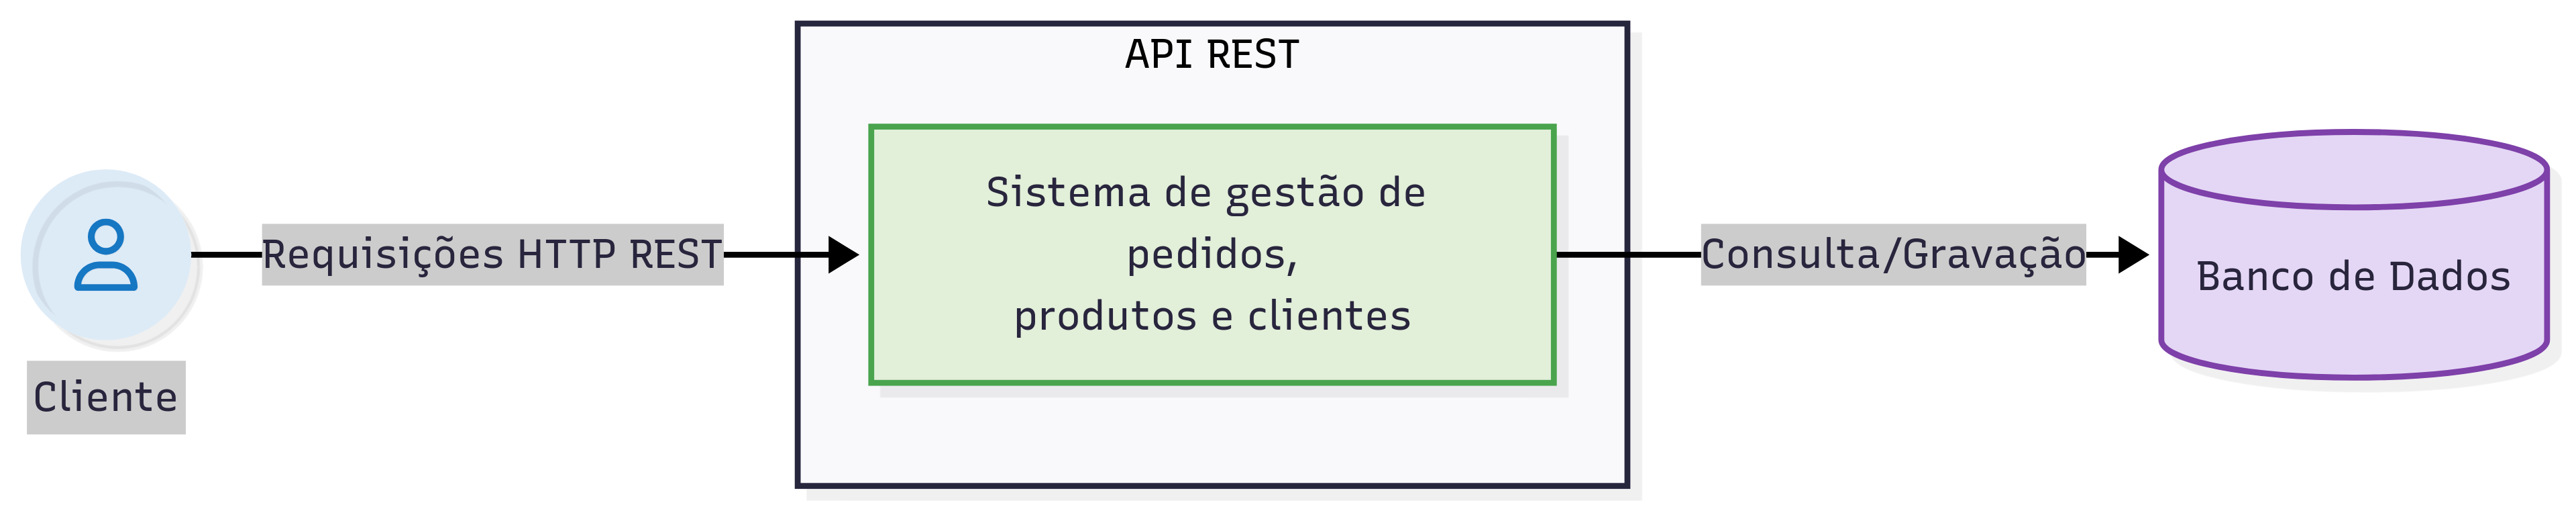 API REST
Sistema de gestão de
pedidos,
produtos e clientes
Requisições HTTP REST
Consulta/Gravação
Banco de Dados
Cliente